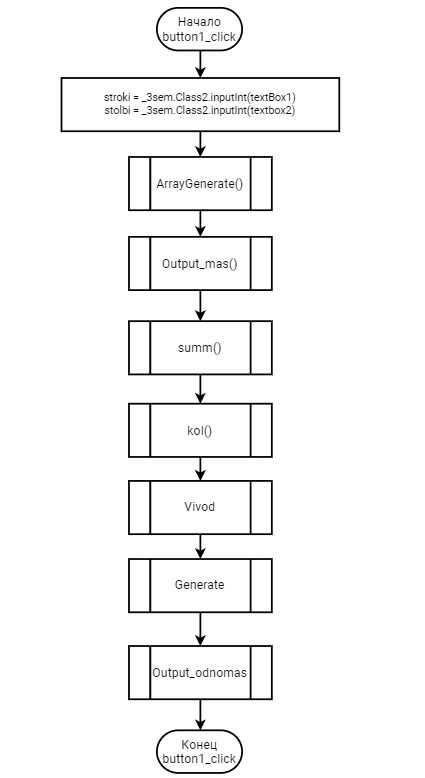 Начало
button1_click
stroki = _3sem.Class2.inputInt(textBox1)
stolbi = _3sem.Class2.inputInt(textbox2)
ArrayGenerate()
Output_mas()
summ()
kol()
Vivod
Generate
Output_odnomas
Конец
button1_click